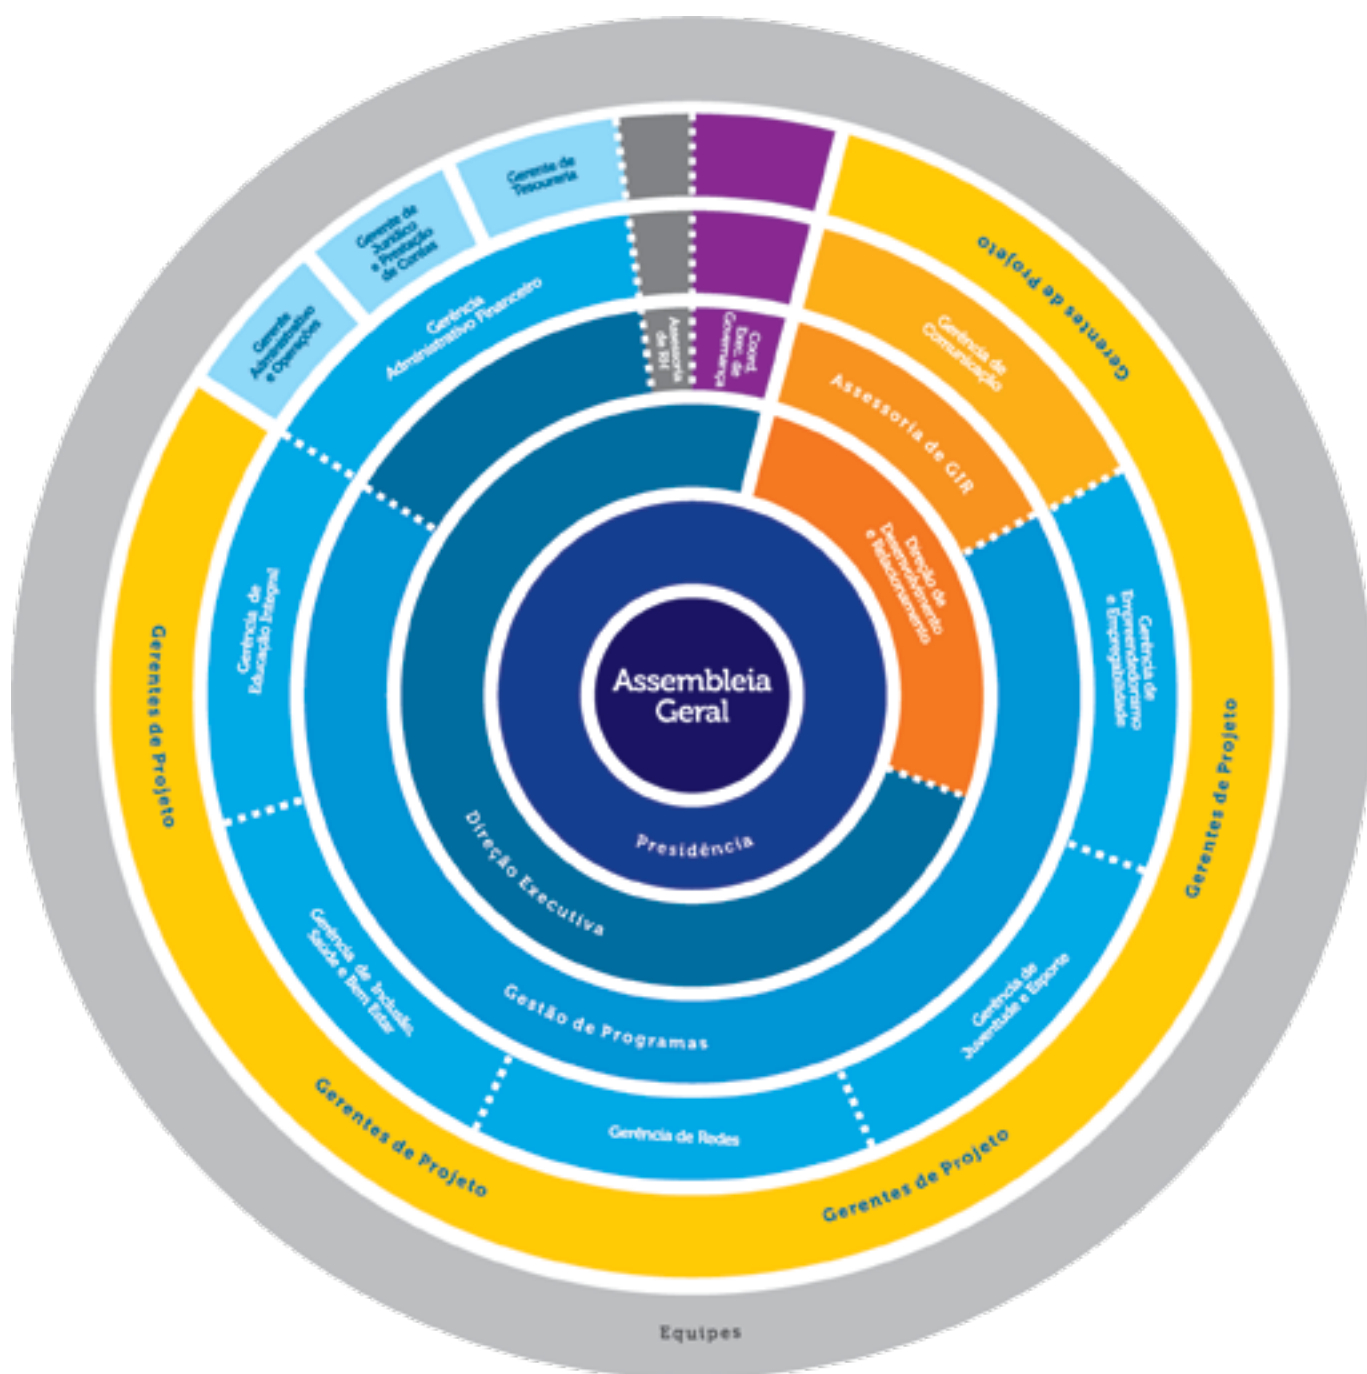 Assembleia
Geral
Presidência
Direção Executiva
Direção de
Desenvolvimento
e Relacionamento
Gestão de Programas
Assessoria
de RH
Coord.
Exec. de
Governança
Assessoria de GIR
Gerência
Administrativo Financeiro
Gerência de
Comunicação
Gerência de
Empreendedorismo
e Empregabilidade
Gerência de
Juventude e Esporte
Gerência de Redes
Gerência de Inclusão,
Saúde e Bem Estar
Gerência de
Educação Integral
Gerente
Administrativo
e Operações
Gerente de
Jurídico
e Prestação
de Contas
Gerente de
Tesouraria
Gerentes de Projeto
Gerentes de Projeto
Gerentes de Projeto
Gerentes de Projeto
Gerentes de Projeto
Equipes